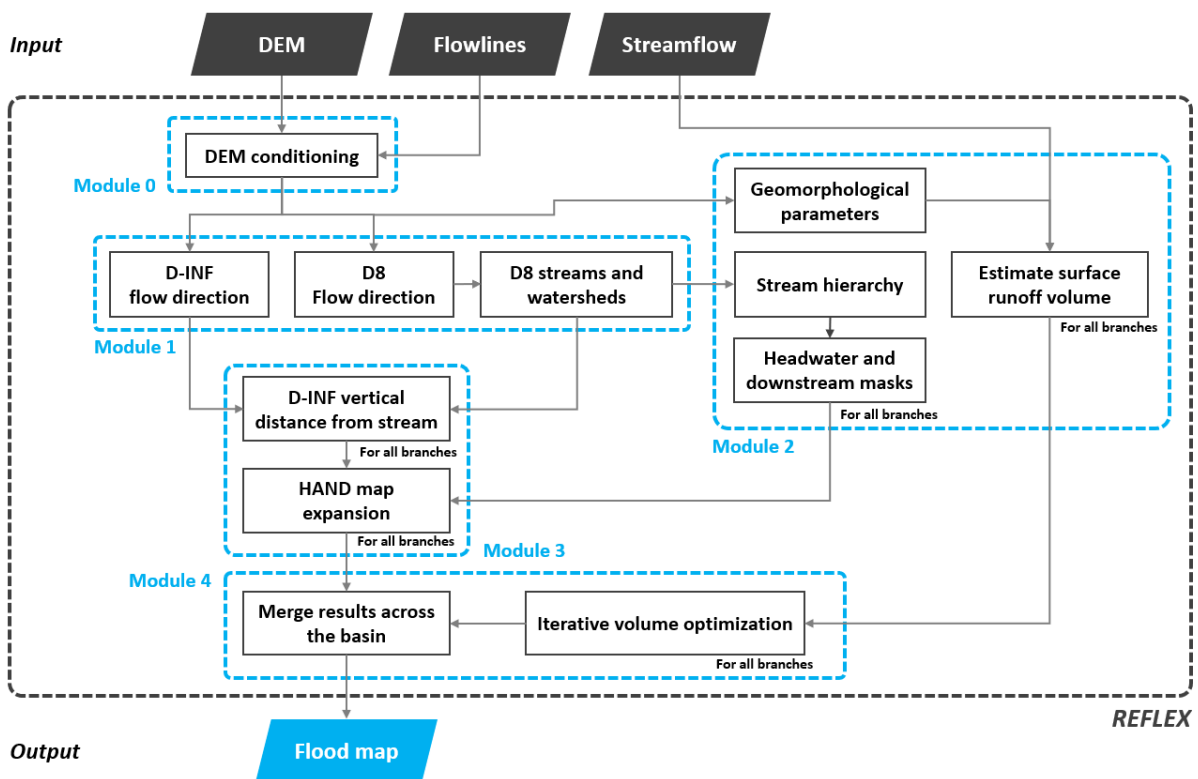 Input
DEM
Flowlines
Streamflow
DEM conditioning
Module 0
Geomorphological
parameters
D-INF
flow direction
D8
Flow direction
D8 streams and
watersheds
Stream hierarchy
Estimate surface
runoff volume
For all branches
Module 1
Headwater and
downstream masks
For all branches
Module 2
D-INF vertical
distance from stream
For all branches
HAND map
expansion
For all branches
Module 3
Module 4
Merge results across
the basin
Iterative volume optimization
For all branches
REFLEX
Output
Flood map